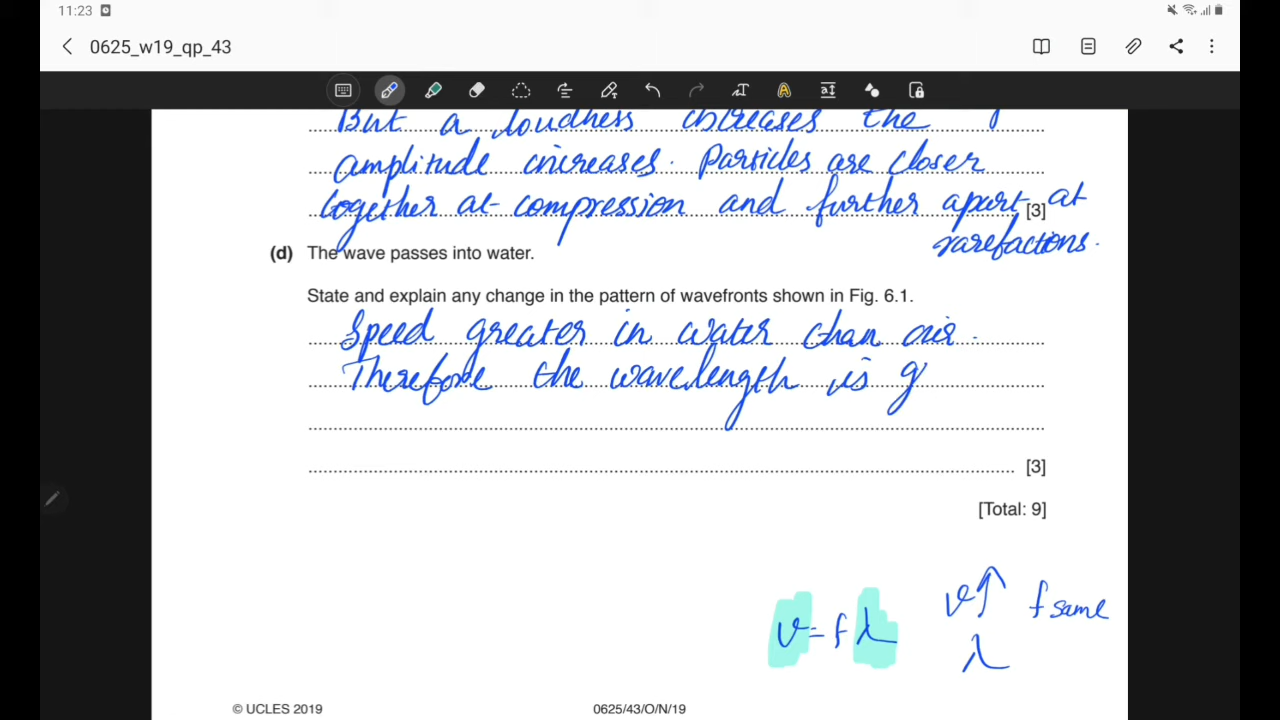 11:23
0625_w19_qp_43
But a loudness increases the
amplitude increases. Particles are closer
together at compression and further apart at
[3]
rarefactions.
(d) The wave passes into water.
State and explain any change in the pattern of wavefronts shown in Fig. 6.1.
Speed greater in water than air.
Therefore the wavelength is g
[3]
[Total: 9]
v = fλ
v↑ f same
λ
© UCLES 2019
0625/43/O/N/19